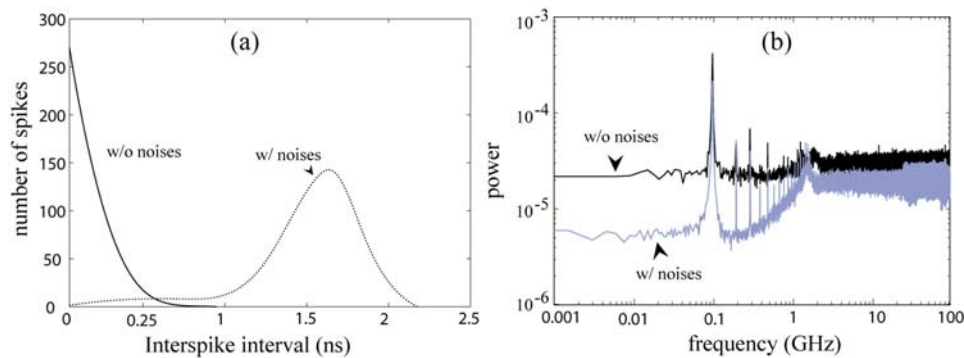 (a)
300
250
200
150
100
50
0
number of spikes
w/o noises
w/ noises
0
0.25
1
1.5
2
2.5
Interspike interval (ns)
(b)
10-3
10-4
10-5
10-6
power
w/o noises
w/ noises
0.001
0.01
0.1
1
10
100
frequency (GHz)